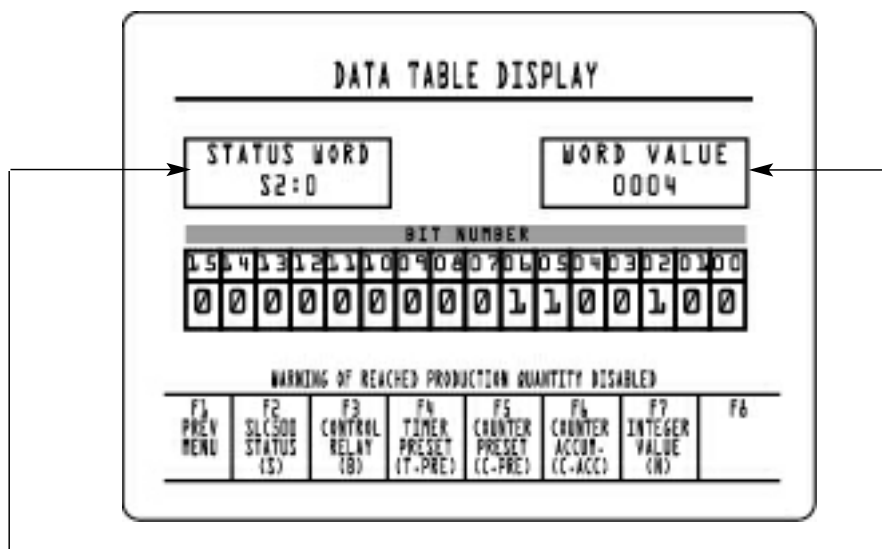 DATA TABLE DISPLAY
STATUS WORD
S2:0
WORD VALUE
0004
BIT NUMBER
15 14 13 12 11 10 09 08 07 06 05 04 03 02 01 00
0 0 0 0 0 0 0 0 0 1 1 0 0 1 0 0
WARNING OF REACHED PRODUCTION QUANTITY DISABLED
F1 PREV MENU
F2 SLC500 STATUS (S)
F3 CONTROL RELAY (B)
F4 TIMER PRESET (T-PRE)
F5 COUNTER PRESET (C-PRE)
F6 COUNTER ACCUM. (C-ACC)
F7 INTEGER VALUE (N)
F8